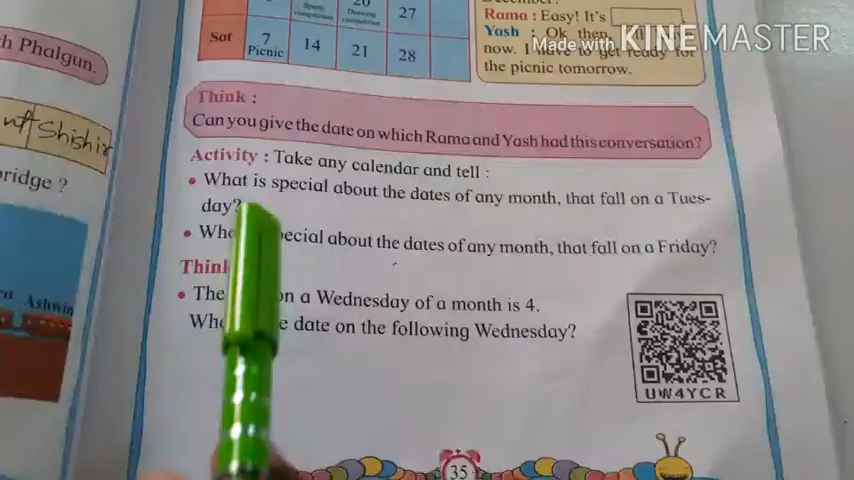 December?
Sports competition
20
Drawing competition
27
Rama : Easy! It's
Yash : Ok then,
now. I have to get ready for
the picnic tomorrow.
Made with KINEMASTER
Sat
7
Picnic
14
21
28
h Phalgun.
Shishir
ridge ?
Ashwin
Think :
Can you give the date on which Rama and Yash had this conversation?
Activity : Take any calendar and tell :
• What is special about the dates of any month, that fall on a Tues-
day?
• special about the dates of any month, that fall on a Friday?
Think
• The on a Wednesday of a month is 4.
date on the following Wednesday?
UW4YCR
35